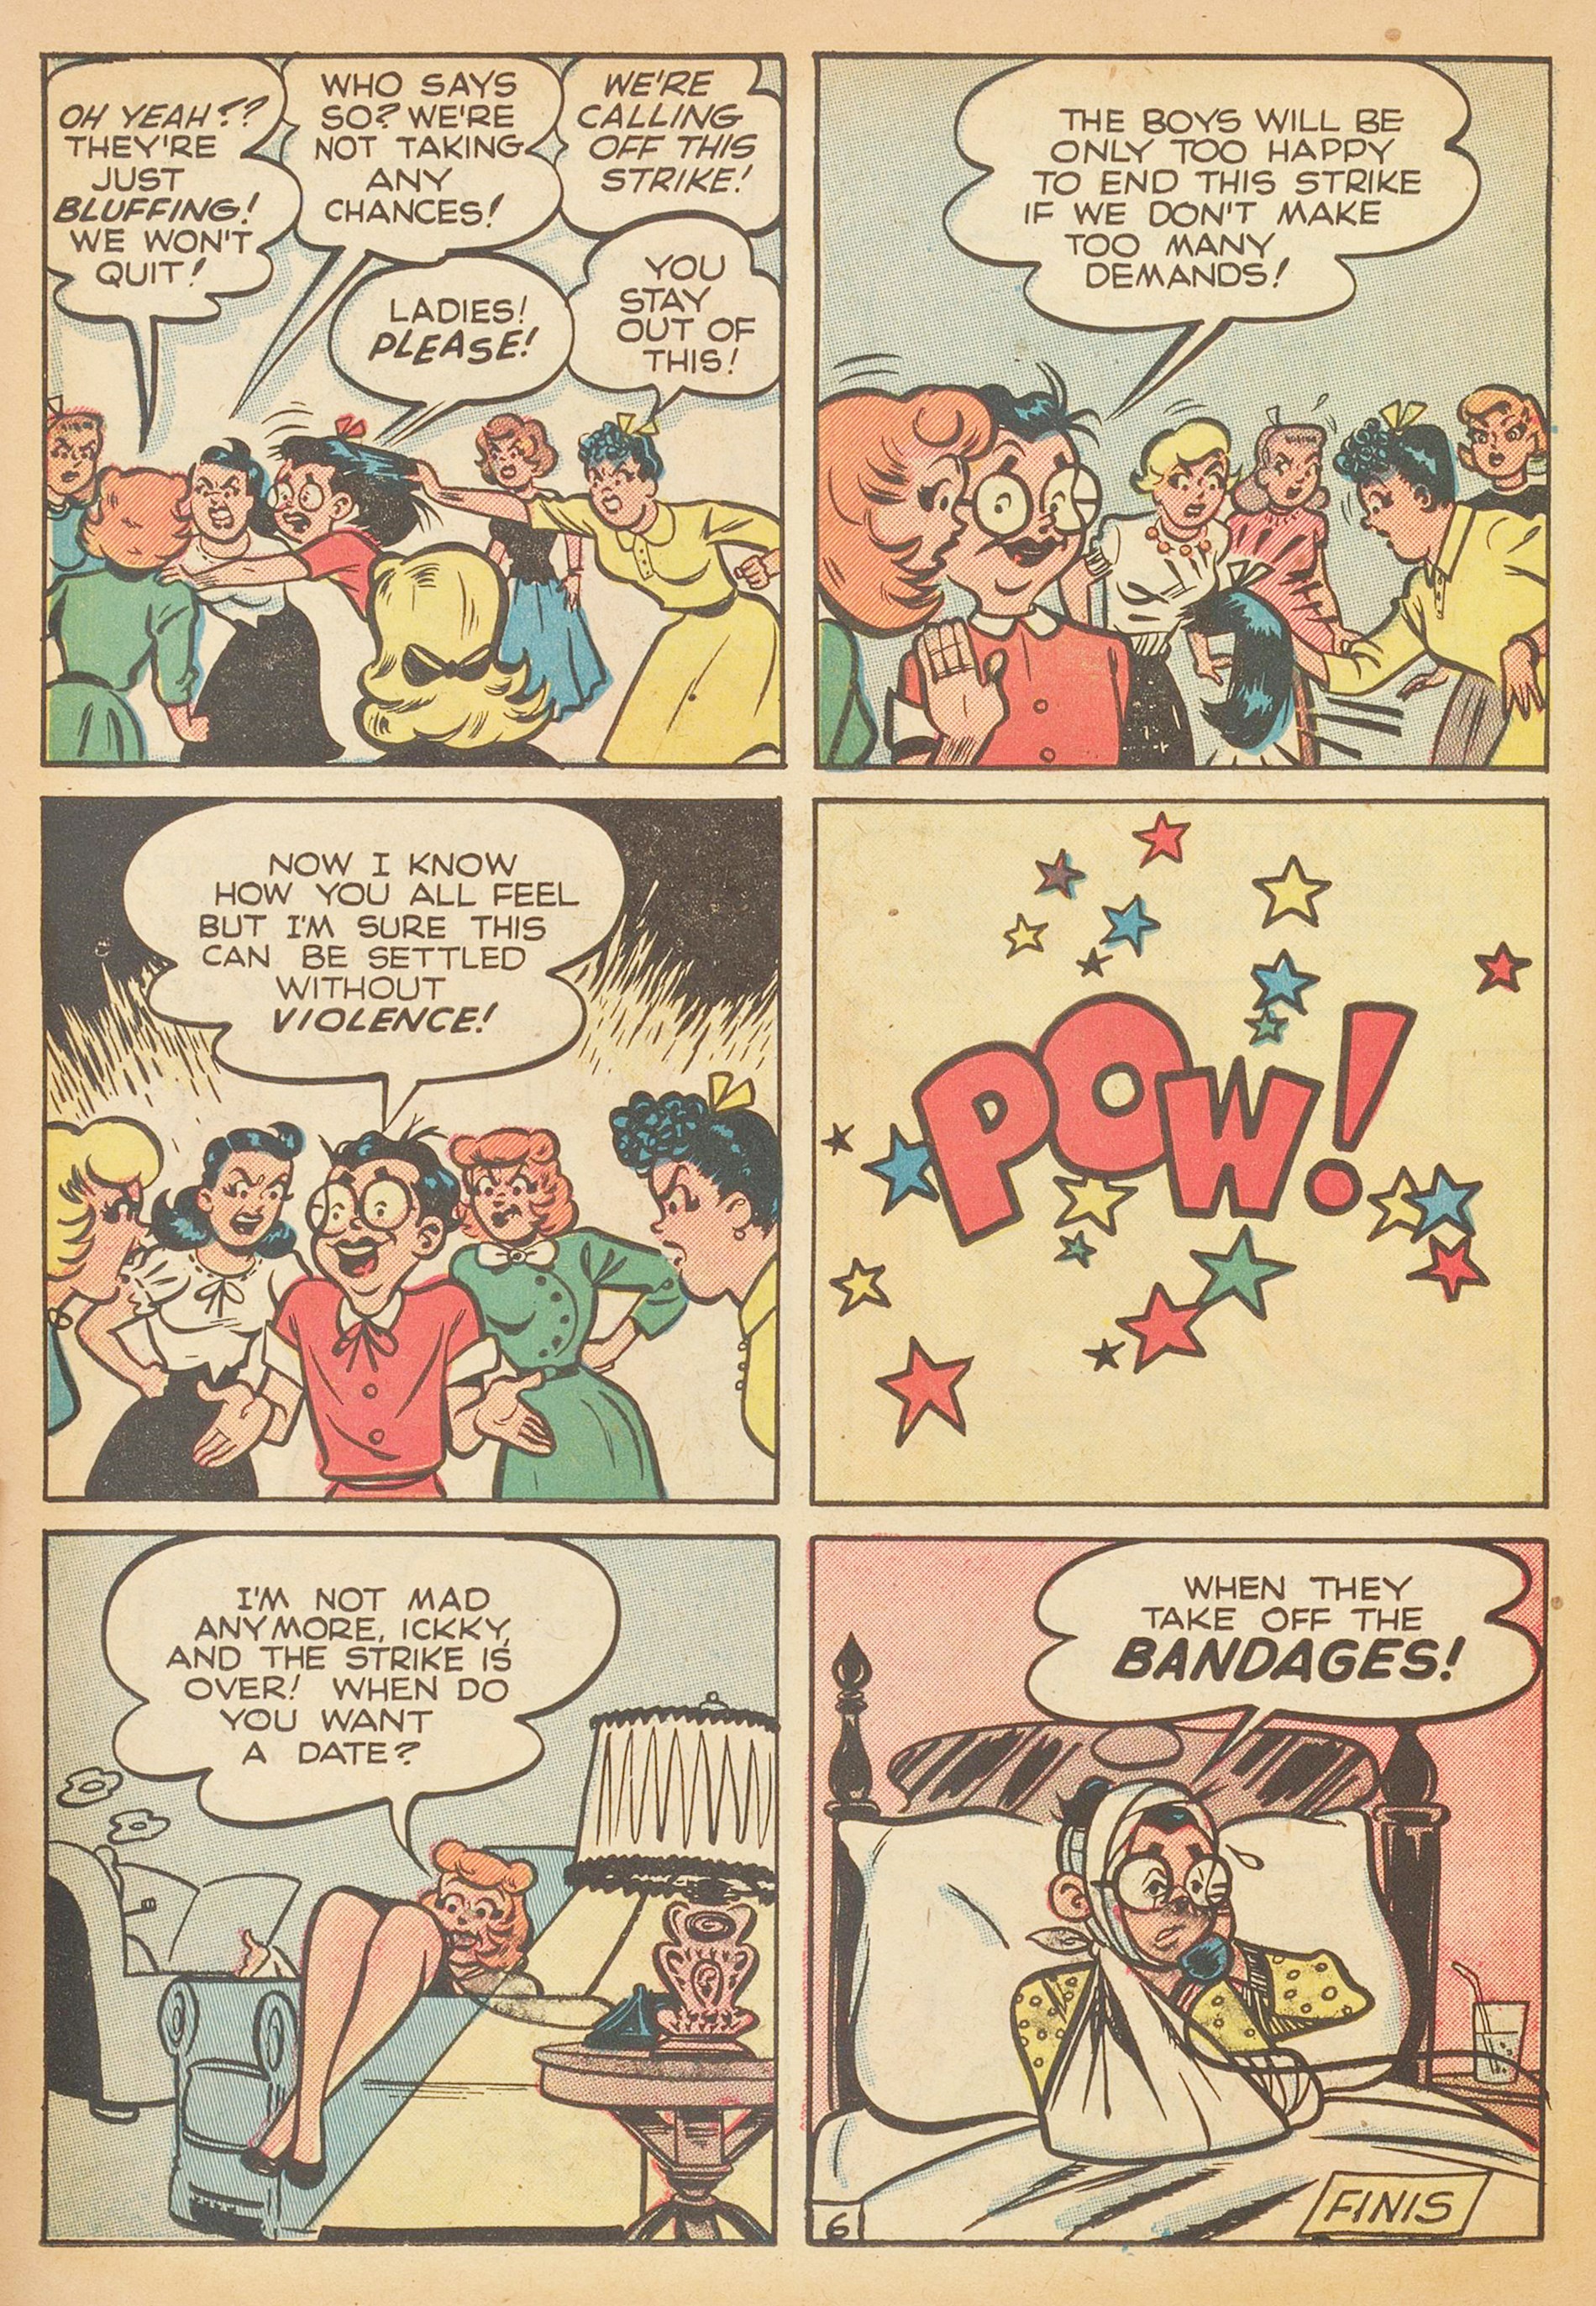 OH YEAH??
THEY'RE
JUST
BLUFFING!
WE WON'T
QUIT!
WHO SAYS
SO? WE'RE
NOT TAKING
ANY
CHANCES!
WE'RE
CALLING
OFF THIS
STRIKE!
LADIES!
PLEASE!
YOU
STAY
OUT OF
THIS!
THE BOYS WILL BE
ONLY TOO HAPPY
TO END THIS STRIKE
IF WE DON'T MAKE
TOO MANY
DEMANDS!
NOW I KNOW
HOW YOU ALL FEEL
BUT I'M SURE THIS
CAN BE SETTLED
WITHOUT
VIOLENCE!
POW!
I'M NOT MAD
ANYMORE, ICKKY,
AND THE STRIKE IS
OVER! WHEN DO
YOU WANT
A DATE?
WHEN THEY
TAKE OFF THE
BANDAGES!
6
FINIS